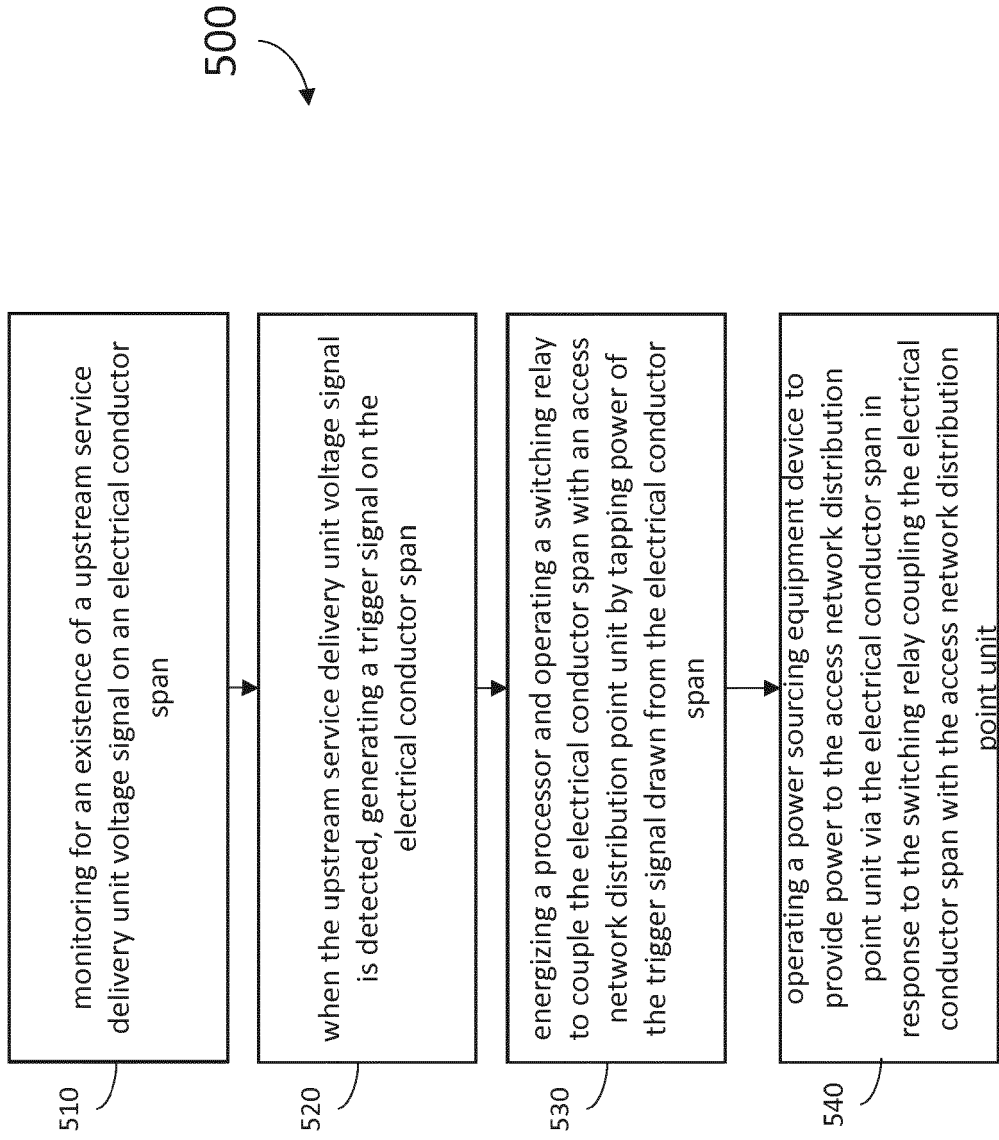 500
510
monitoring for an existence of a upstream service
delivery unit voltage signal on an electrical conductor
span
520
when the upstream service delivery unit voltage signal
is detected, generating a trigger signal on the
electrical conductor span
530
energizing a processor and operating a switching relay
to couple the electrical conductor span with an access
network distribution point unit by tapping power of
the trigger signal drawn from the electrical conductor
span
540
operating a power sourcing equipment device to
provide power to the access network distribution
point unit via the electrical conductor span in
response to the switching relay coupling the electrical
conductor span with the access network distribution
point unit